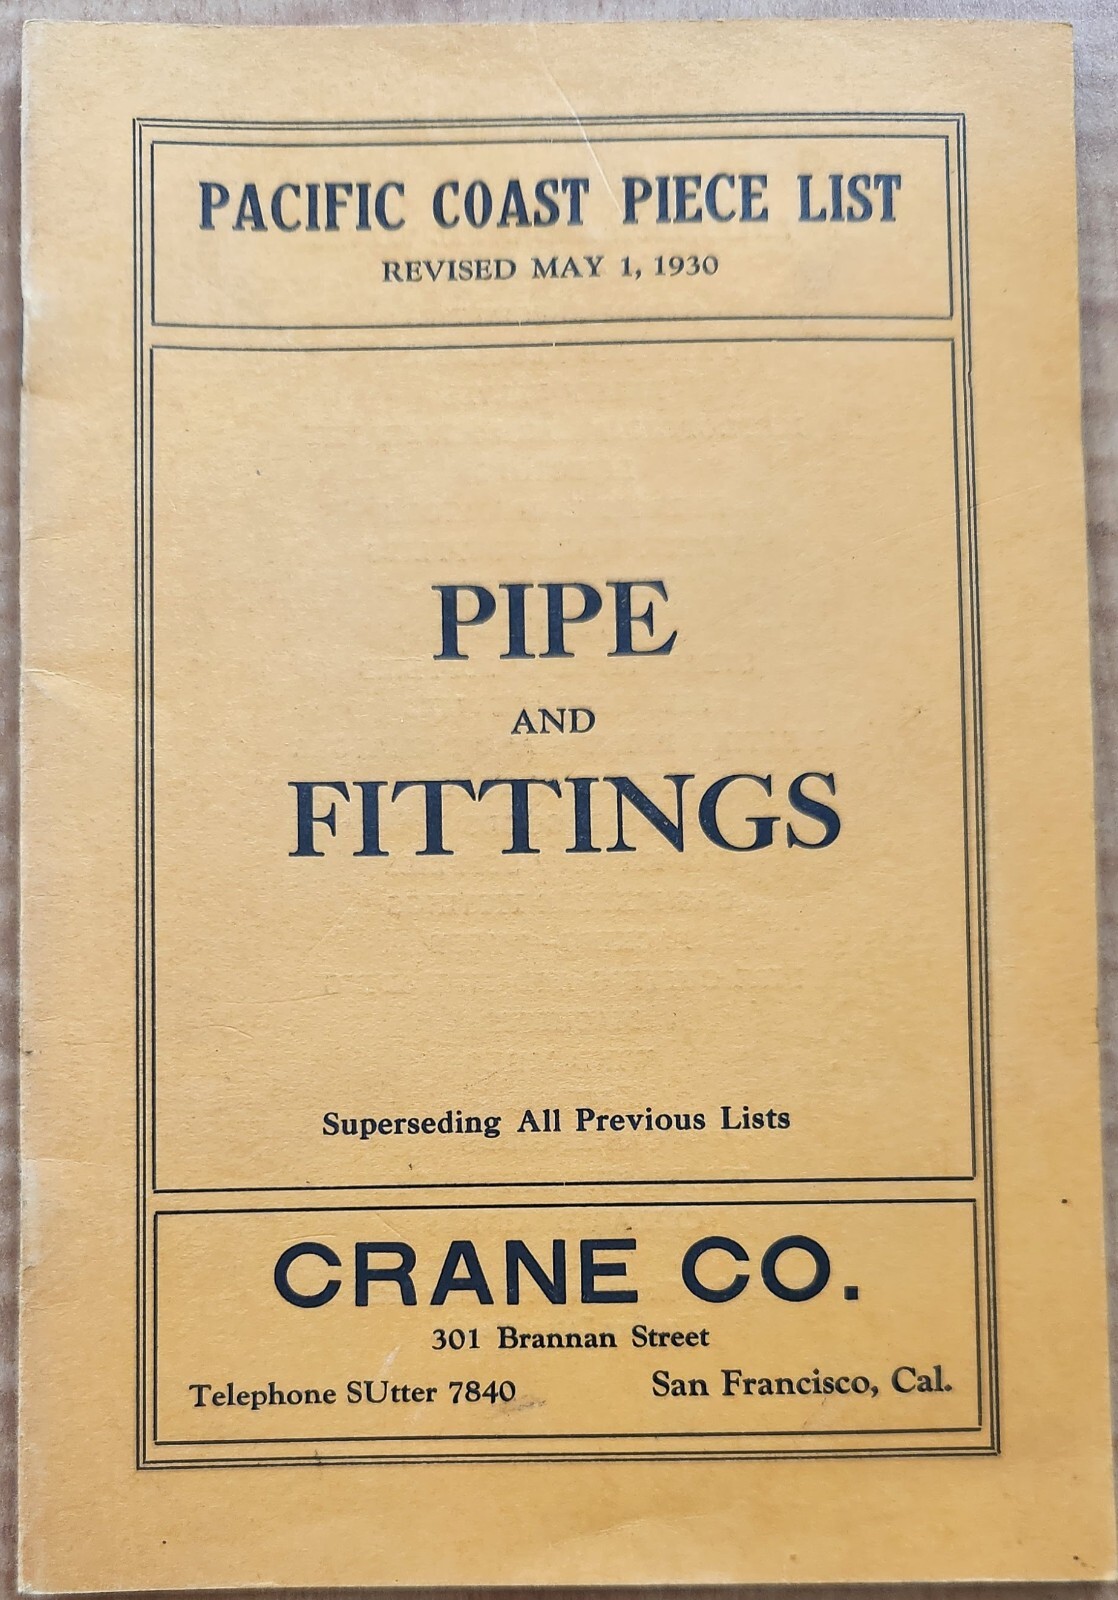 PACIFIC COAST PIECE LIST
REVISED MAY 1, 1930
PIPE
AND
FITTINGS
Superseding All Previous Lists
CRANE CO.
301 Brannan Street
Telephone SUtter 7840 San Francisco, Cal.